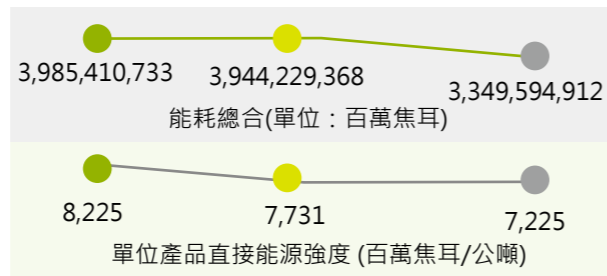 3,985,410,733 3,944,229,368 3,349,594,912
能耗總合(單位：百萬焦耳)
8,225 7,731 7,225
單位產品直接能源強度 (百萬焦耳/公噸)